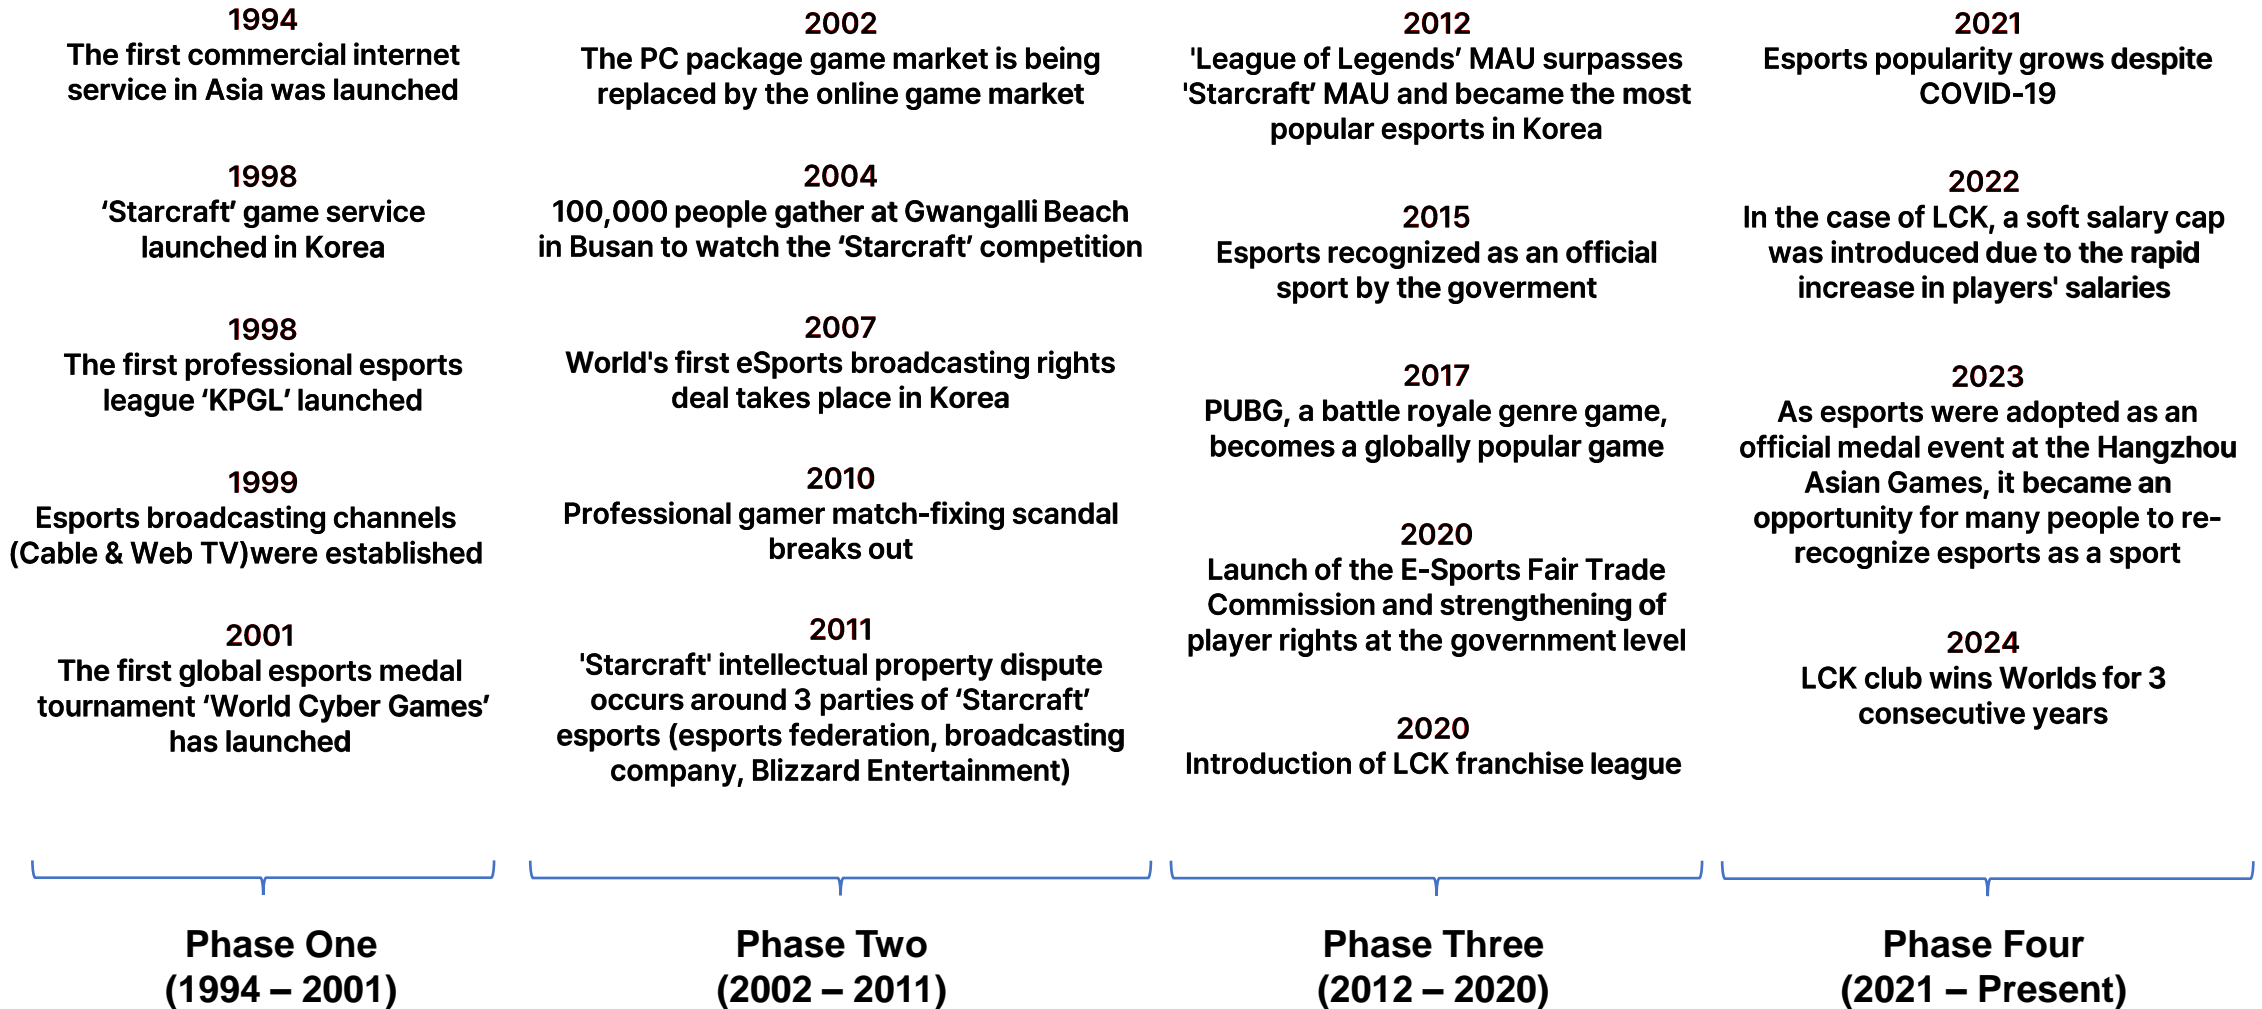 1994
The first commercial internet
service in Asia was launched
1998
‘Starcraft’ game service
launched in Korea
1998
The first professional esports
league ‘KPGL’ launched
1999
Esports broadcasting channels
(Cable & Web TV)were established
2001
The first global esports medal
tournament ‘World Cyber Games’
has launched
Phase One
(1994 – 2001)
2002
The PC package game market is being
replaced by the online game market
2004
100,000 people gather at Gwangalli Beach
in Busan to watch the ‘Starcraft’ competition
2007
World's first eSports broadcasting rights
deal takes place in Korea
2010
Professional gamer match-fixing scandal
breaks out
2011
'Starcraft' intellectual property dispute
occurs around 3 parties of ‘Starcraft’
esports (esports federation, broadcasting
company, Blizzard Entertainment)
Phase Two
(2002 – 2011)
2012
'League of Legends’ MAU surpasses
'Starcraft’ MAU and became the most
popular esports in Korea
2015
Esports recognized as an official
sport by the goverment
2017
PUBG, a battle royale genre game,
becomes a globally popular game
2020
Launch of the E-Sports Fair Trade
Commission and strengthening of
player rights at the government level
2020
Introduction of LCK franchise league
Phase Three
(2012 – 2020)
2021
Esports popularity grows despite
COVID-19
2022
In the case of LCK, a soft salary cap
was introduced due to the rapid
increase in players' salaries
2023
As esports were adopted as an
official medal event at the Hangzhou
Asian Games, it became an
opportunity for many people to re-
recognize esports as a sport
2024
LCK club wins Worlds for 3
consecutive years
Phase Four
(2021 – Present)